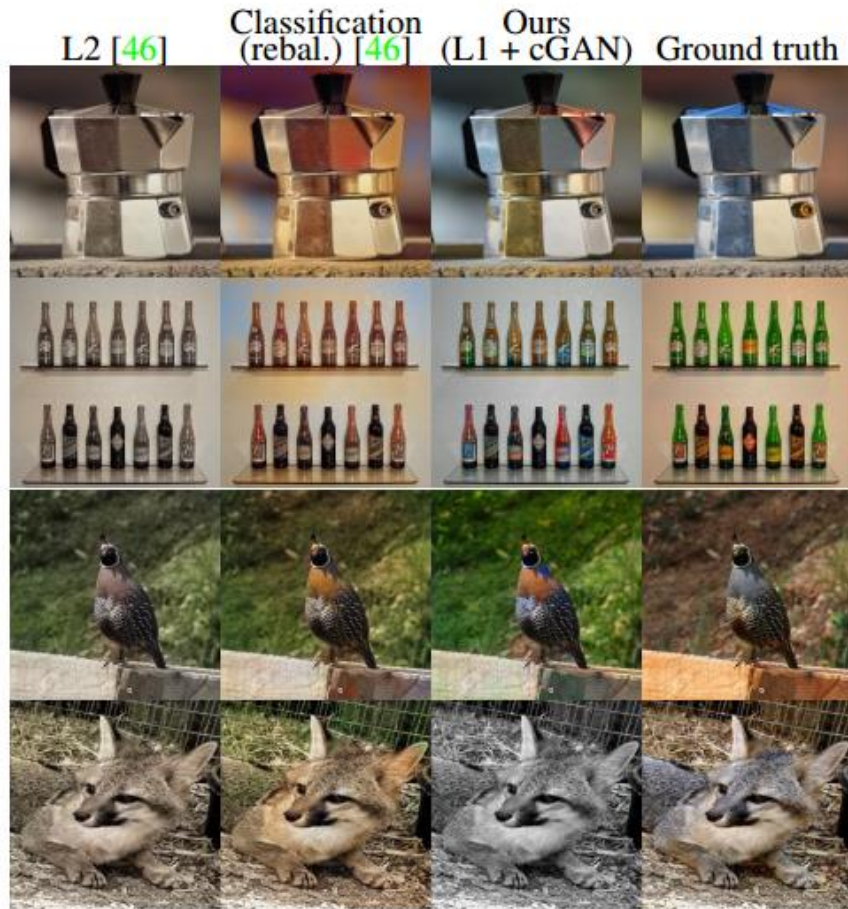 L2 [46]
Classification
(rebal.) [46]
Ours
(L1 + cGAN)
Ground truth